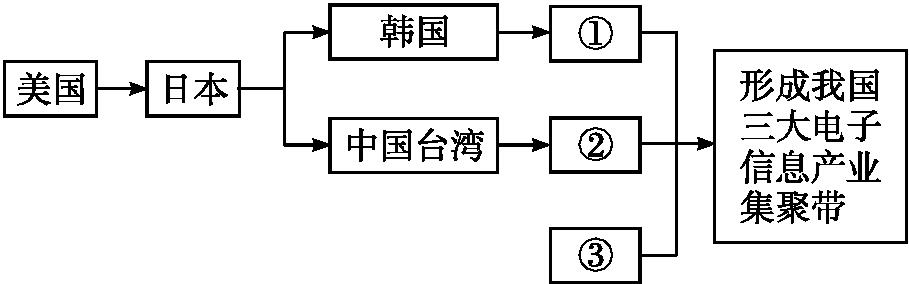 美国
日本
韩国
中国台湾
①
②
③
形成我国
三大电子
信息产业
集聚带